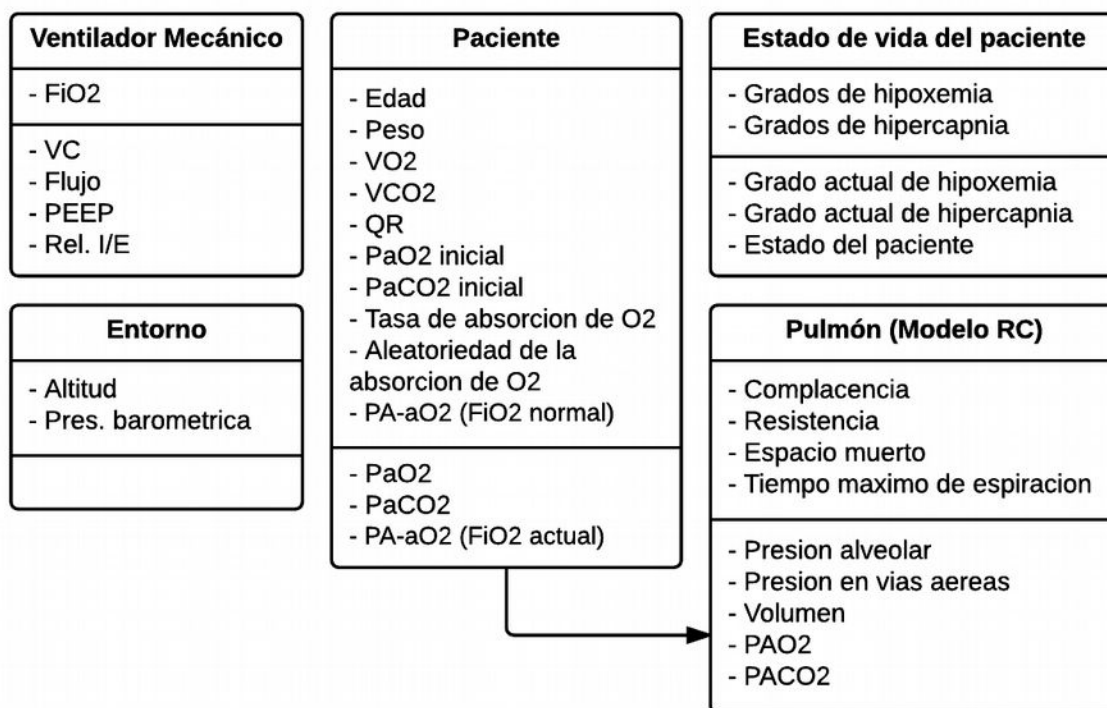 Ventilador Mecánico
- FiO2
- VC
- Flujo
- PEEP
- Rel. I/E
Entorno
- Altitud
- Pres. barometrica
Paciente
- Edad
- Peso
- VO2
- VCO2
- QR
- PaO2 inicial
- PaCO2 inicial
- Tasa de absorcion de O2
- Aleatoriedad de la
absorcion de O2
- PA-aO2 (FiO2 normal)
- PaO2
- PaCO2
- PA-aO2 (FiO2 actual)
Estado de vida del paciente
- Grados de hipoxemia
- Grados de hipercapnia
- Grado actual de hipoxemia
- Grado actual de hipercapnia
- Estado del paciente
Pulmón (Modelo RC)
- Complacencia
- Resistencia
- Espacio muerto
- Tiempo maximo de espiracion
- Presion alveolar
- Presion en vias aereas
- Volumen
- PAO2
- PACO2